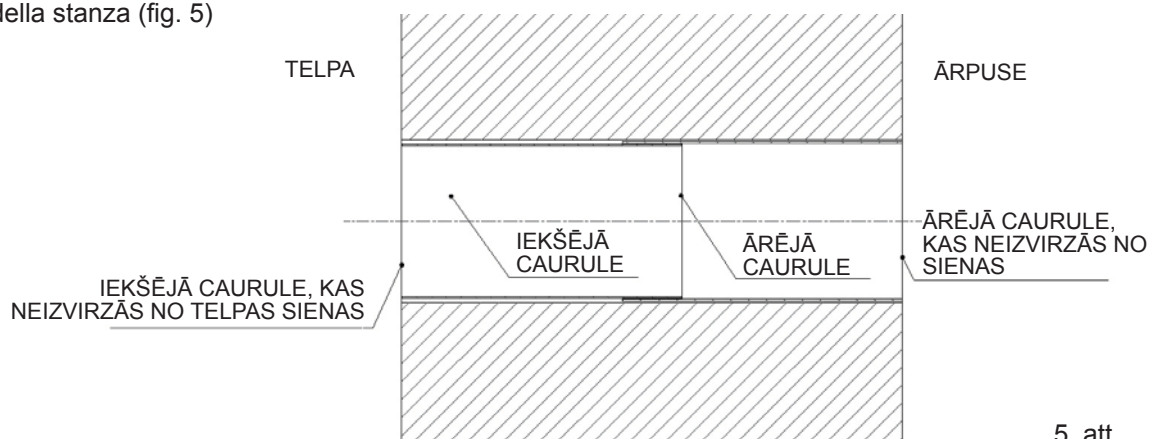 della stanza (fig. 5)
TELPA
ĀRPUSE
IEKŠĒJĀ
CAURULE
ĀRĒJĀ
CAURULE
ĀRĒJĀ CAURULE,
KAS NEIZVIRZĀS NO
SIENAS
IEKŠĒJĀ CAURULE, KAS
NEIZVIRZĀS NO TELPAS SIENAS
5. att